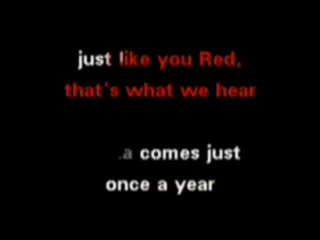 just like you Red,
that's what we hear
a comes just
once a year